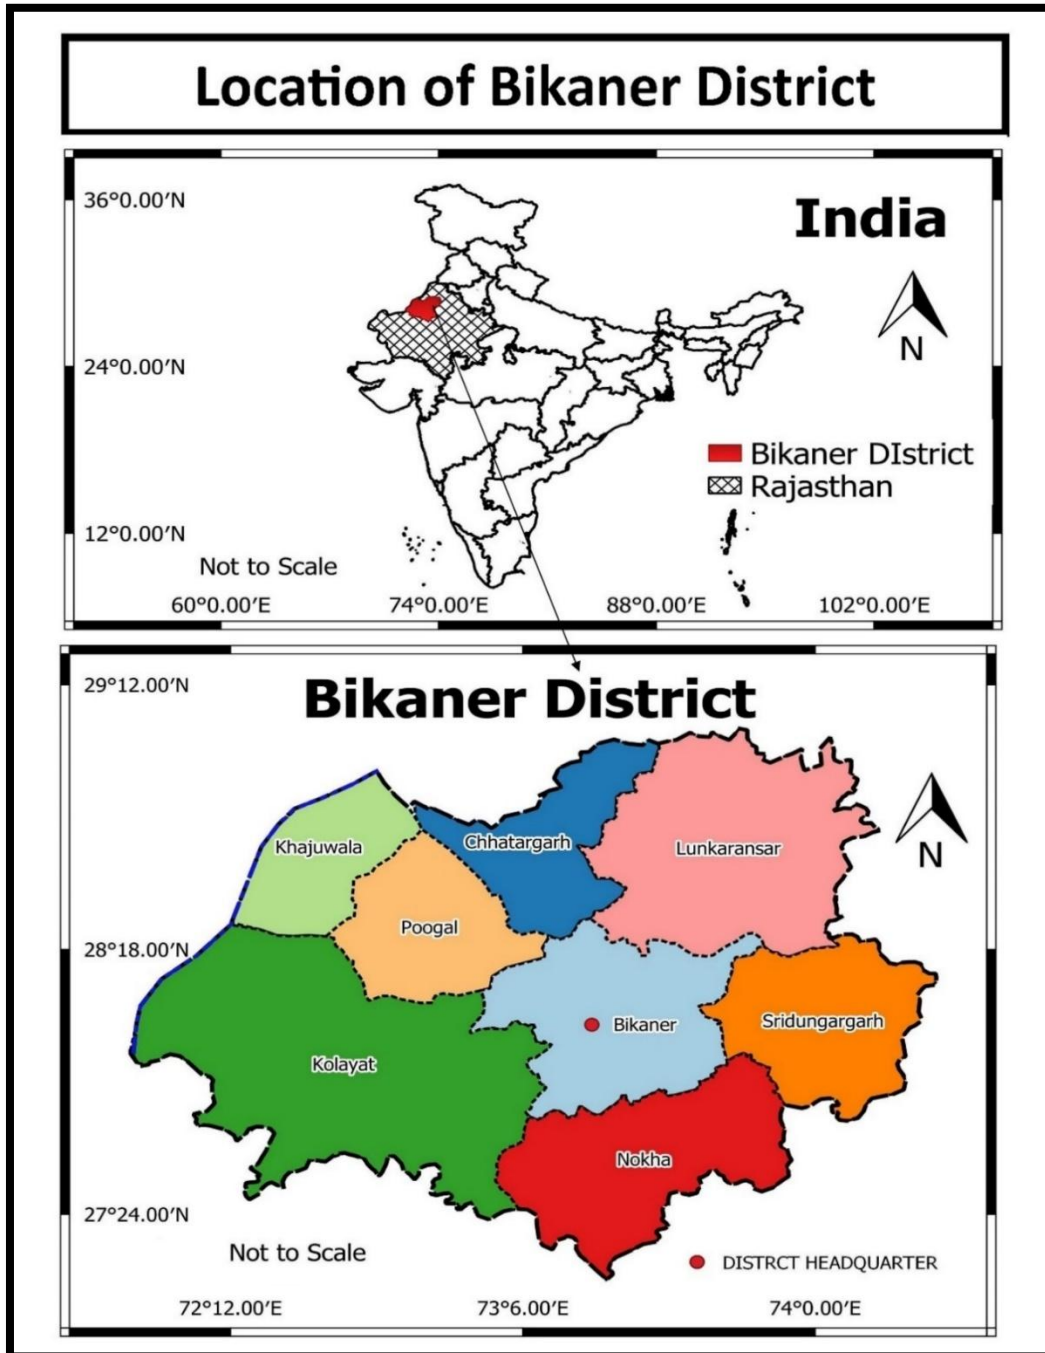 Location of Bikaner District
36°0.00′N
India
N
24°0.00′N
Bikaner DIstrict
Rajasthan
12°0.00′N
Not to Scale
60°0.00′E 74°0.00′E 88°0.00′E 102°0.00′E
29°12.00′N
Bikaner District
Khajuwala
Chhatargarh
Lunkaransar
N
Poogal
28°18.00′N
Bikaner
Sridungargarh
Kolayat
Nokha
27°24.00′N
Not to Scale
DISTRCT HEADQUARTER
72°12.00′E 73°6.00′E 74°0.00′E